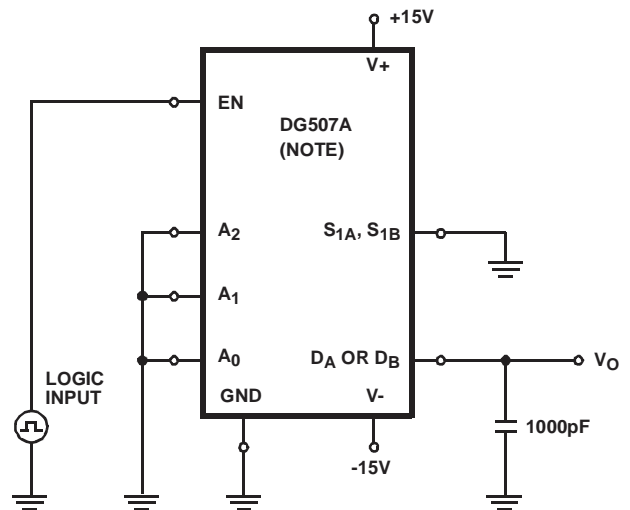 +15V
V+
EN
DG507A
(NOTE)
A2
S1A, S1B
A1
A0
DA OR DB
VO
LOGIC
INPUT
GND
V-
1000pF
-15V